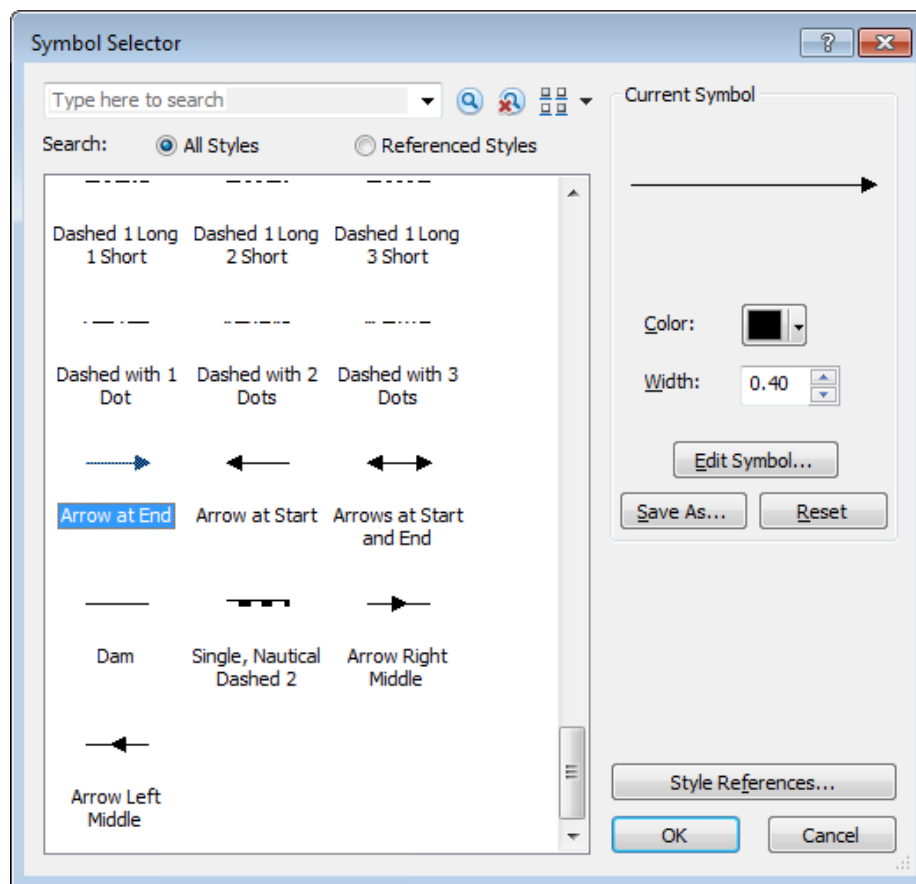 Symbol Selector
Type here to search
Search:
All Styles
Referenced Styles
Dashed 1 Long
1 Short
Dashed 1 Long
2 Short
Dashed 1 Long
3 Short
Dashed with 1
Dot
Dashed with 2
Dots
Dashed with 3
Dots
Arrow at End
Arrow at Start
Arrows at Start
and End
Dam
Single, Nautical
Dashed 2
Arrow Right
Middle
Arrow Left
Middle
Current Symbol
Color:
Width:
0.40
Edit Symbol...
Save As...
Reset
Style References...
OK
Cancel